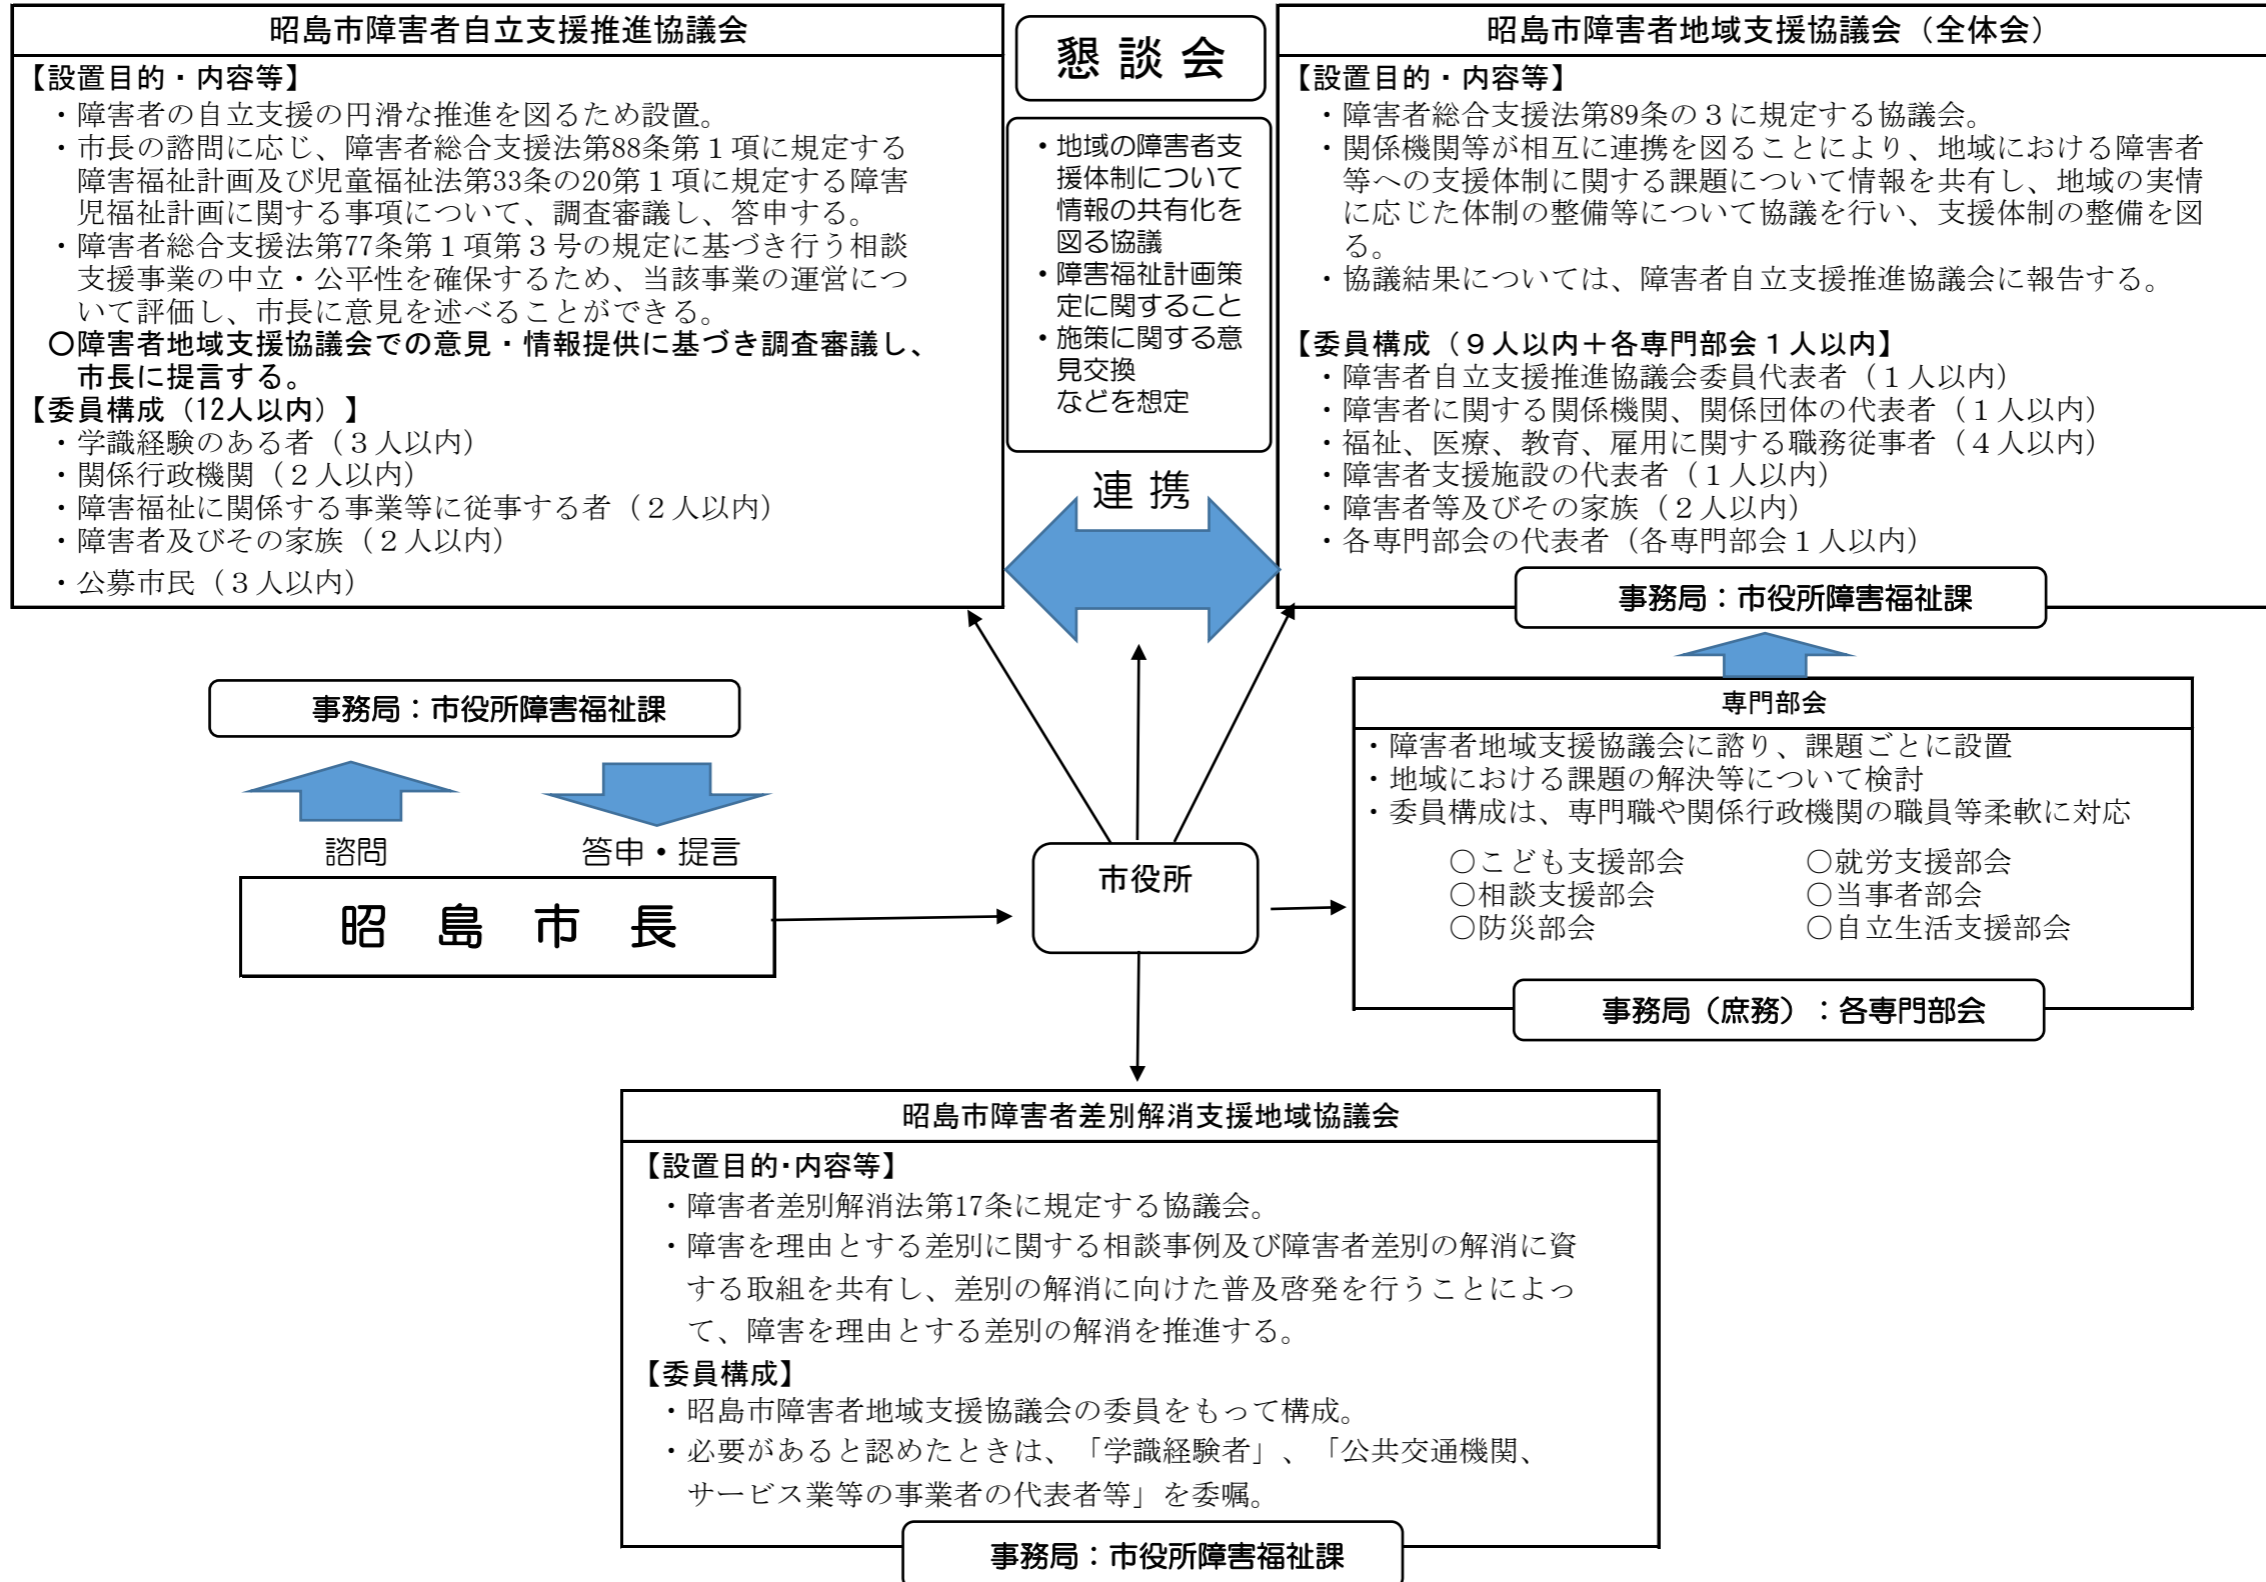 昭島市障害者自立支援推進協議会
【設置目的・内容等】
・障害者の自立支援の円滑な推進を図るため設置。
・市長の諮問に応じ、障害者総合支援法第88条第１項に規定する
障害福祉計画及び児童福祉法第33条の20第１項に規定する障害
児福祉計画に関する事項について、調査審議し、答申する。
・障害者総合支援法第77条第１項第３号の規定に基づき行う相談
支援事業の中立・公平性を確保するため、当該事業の運営につ
いて評価し、市長に意見を述べることができる。
〇障害者地域支援協議会での意見・情報提供に基づき調査審議し、
市長に提言する。
【委員構成（12人以内）】
・学識経験のある者（３人以内）
・関係行政機関（２人以内）
・障害福祉に関係する事業等に従事する者（２人以内）
・障害者及びその家族（２人以内）
・公募市民（３人以内）
懇 談 会
・地域の障害者支
援体制について
情報の共有化を
図る協議
・障害福祉計画策
定に関すること
・施策に関する意
見交換
などを想定
連 携
昭島市障害者地域支援協議会（全体会）
【設置目的・内容等】
・障害者総合支援法第89条の３に規定する協議会。
・関係機関等が相互に連携を図ることにより、地域における障害者
等への支援体制に関する課題について情報を共有し、地域の実情
に応じた体制の整備等について協議を行い、支援体制の整備を図
る。
・協議結果については、障害者自立支援推進協議会に報告する。
【委員構成（９人以内＋各専門部会１人以内】
・障害者自立支援推進協議会委員代表者（１人以内）
・障害者に関する関係機関、関係団体の代表者（１人以内）
・福祉、医療、教育、雇用に関する職務従事者（４人以内）
・障害者支援施設の代表者（１人以内）
・障害者等及びその家族（２人以内）
・各専門部会の代表者（各専門部会１人以内）
事務局：市役所障害福祉課
事務局：市役所障害福祉課
諮問
答申・提言
昭 島 市 長
市役所
専門部会
・障害者地域支援協議会に諮り、課題ごとに設置
・地域における課題の解決等について検討
・委員構成は、専門職や関係行政機関の職員等柔軟に対応
○こども支援部会 ○就労支援部会
○相談支援部会 ○当事者部会
○防災部会 ○自立生活支援部会
事務局（庶務）：各専門部会
昭島市障害者差別解消支援地域協議会
【設置目的・内容等】
・障害者差別解消法第17条に規定する協議会。
・障害を理由とする差別に関する相談事例及び障害者差別の解消に資
する取組を共有し、差別の解消に向けた普及啓発を行うことによっ
て、障害を理由とする差別の解消を推進する。
【委員構成】
・昭島市障害者地域支援協議会の委員をもって構成。
・必要があると認めたときは、「学識経験者」、「公共交通機関、
サービス業等の事業者の代表者等」を委嘱。
事務局：市役所障害福祉課